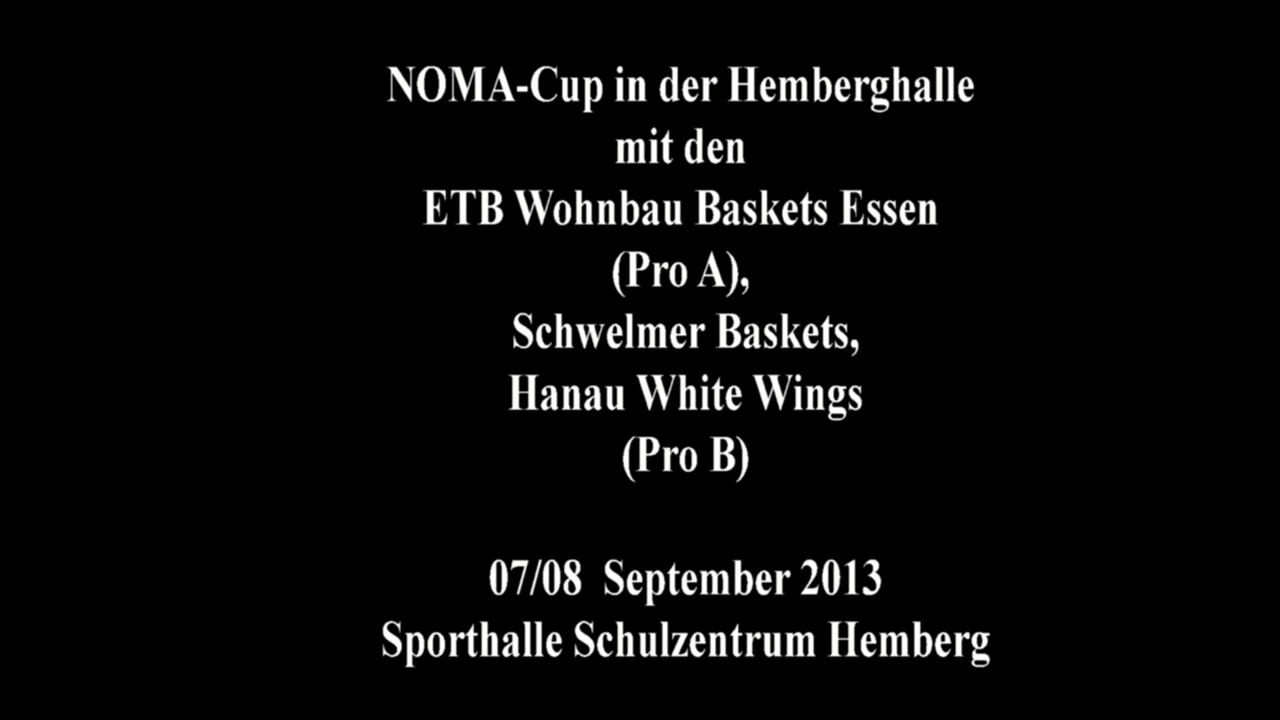 NOMA-Cup in der Hemberghalle
mit den
ETB Wohnbau Baskets Essen
(Pro A),
Schwelmer Baskets,
Hanau White Wings
(Pro B)
07/08 September 2013
Sporthalle Schulzentrum Hemberg